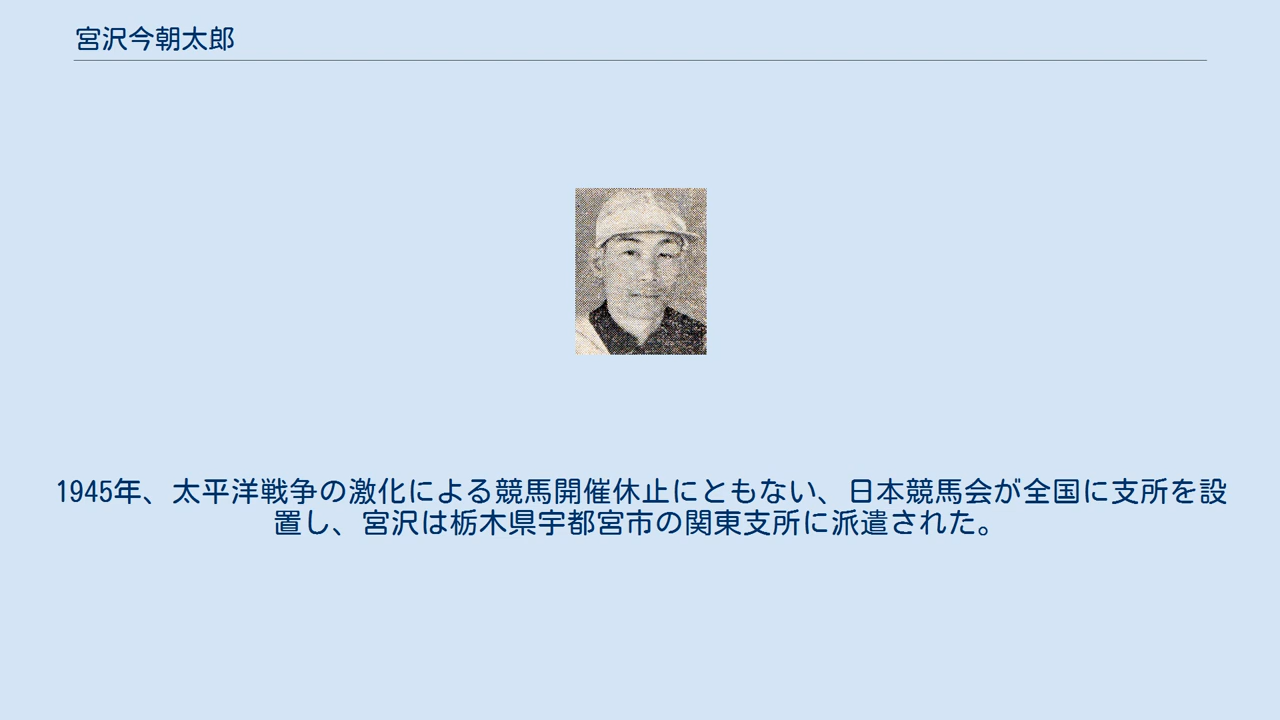 宮沢今朝太郎
1945年、太平洋戦争の激化による競馬開催休止にともない、日本競馬会が全国に支所を設
置し、宮沢は栃木県宇都宮市の関東支所に派遣された。